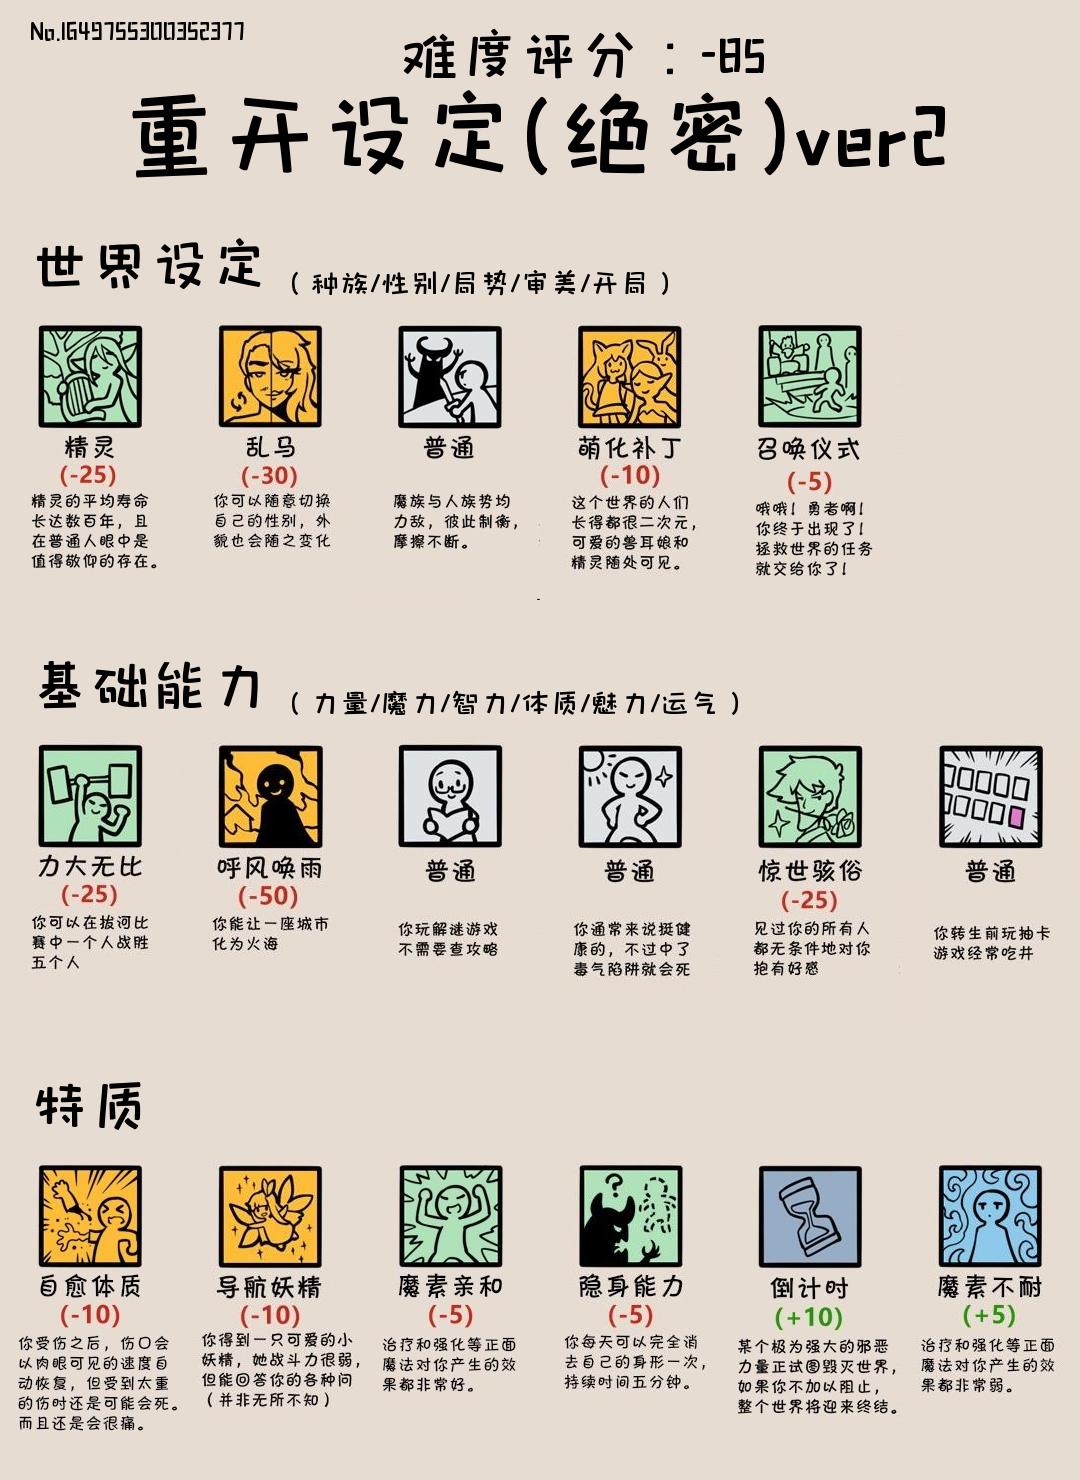 No.1649755300352377
难度评分：-85
重开设定(绝密)ver2
世界设定 ( 种族/性别/局势/审美/开局 )
精灵
(-25)
精灵的平均寿命
长达数百年，且
在普通人眼中是
值得敬仰的存在。
乱马
(-30)
你可以随意切换
自己的性别，外
貌也会随之变化
普通
魔族与人族势均
力敌，彼此制衡，
摩擦不断。
萌化补丁
(-10)
这个世界的人们
长得都很二次元，
可爱的兽耳娘和
精灵随处可见。
召唤仪式
(-5)
哦哦！勇者啊！
你终于出现了！
拯救世界的任务
就交给你了！
基础能力 ( 力量/魔力/智力/体质/魅力/运气 )
力大无比
(-25)
你可以在拔河比
赛中一个人战胜
五个人
呼风唤雨
(-50)
你能让一座城市
化为火海
普通
你玩解谜游戏
不需要查攻略
普通
你通常来说挺健
康的，不过中了
毒气陷阱就会死
惊世骇俗
(-25)
见过你的所有人
都无条件地对你
抱有好感
普通
你转生前玩抽卡
游戏经常吃井
特质
自愈体质
(-10)
你受伤之后，伤口会
以肉眼可见的速度自
动恢复，但受到太重
的伤时还是可能会死。
而且还是会很痛。
导航妖精
(-10)
你得到一只可爱的小
妖精，她战斗力很弱，
但能回答你的各种问
（并非无所不知）
魔素亲和
(-5)
治疗和强化等正面
魔法对你产生的效
果都非常好。
隐身能力
(-5)
你每天可以完全消
去自己的身形一次，
持续时间五分钟。
倒计时
(+10)
某个极为强大的邪恶
力量正试图毁灭世界，
如果你不加以阻止，
整个世界将迎来终结。
魔素不耐
(+5)
治疗和强化等正面
魔法对你产生的效
果都非常弱。